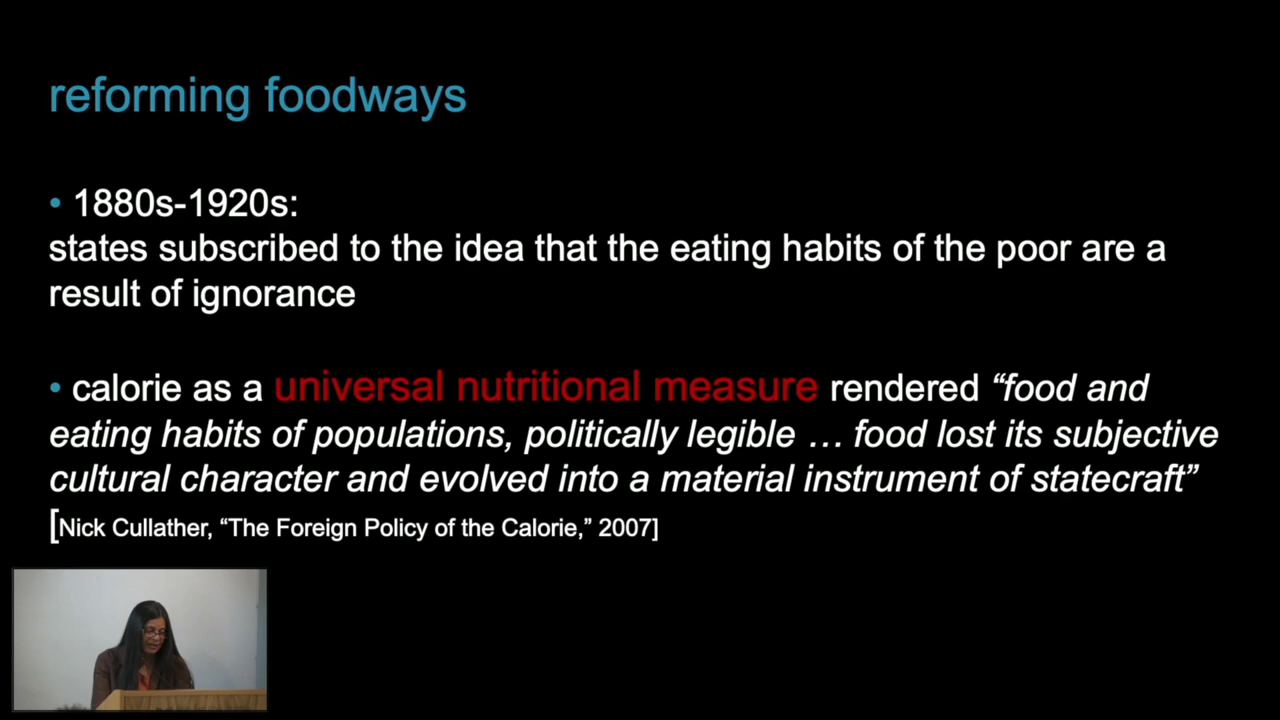 reforming foodways
• 1880s-1920s:
states subscribed to the idea that the eating habits of the poor are a
result of ignorance
• calorie as a universal nutritional measure rendered “food and
eating habits of populations, politically legible … food lost its subjective
cultural character and evolved into a material instrument of statecraft”
[Nick Cullather, “The Foreign Policy of the Calorie,” 2007]